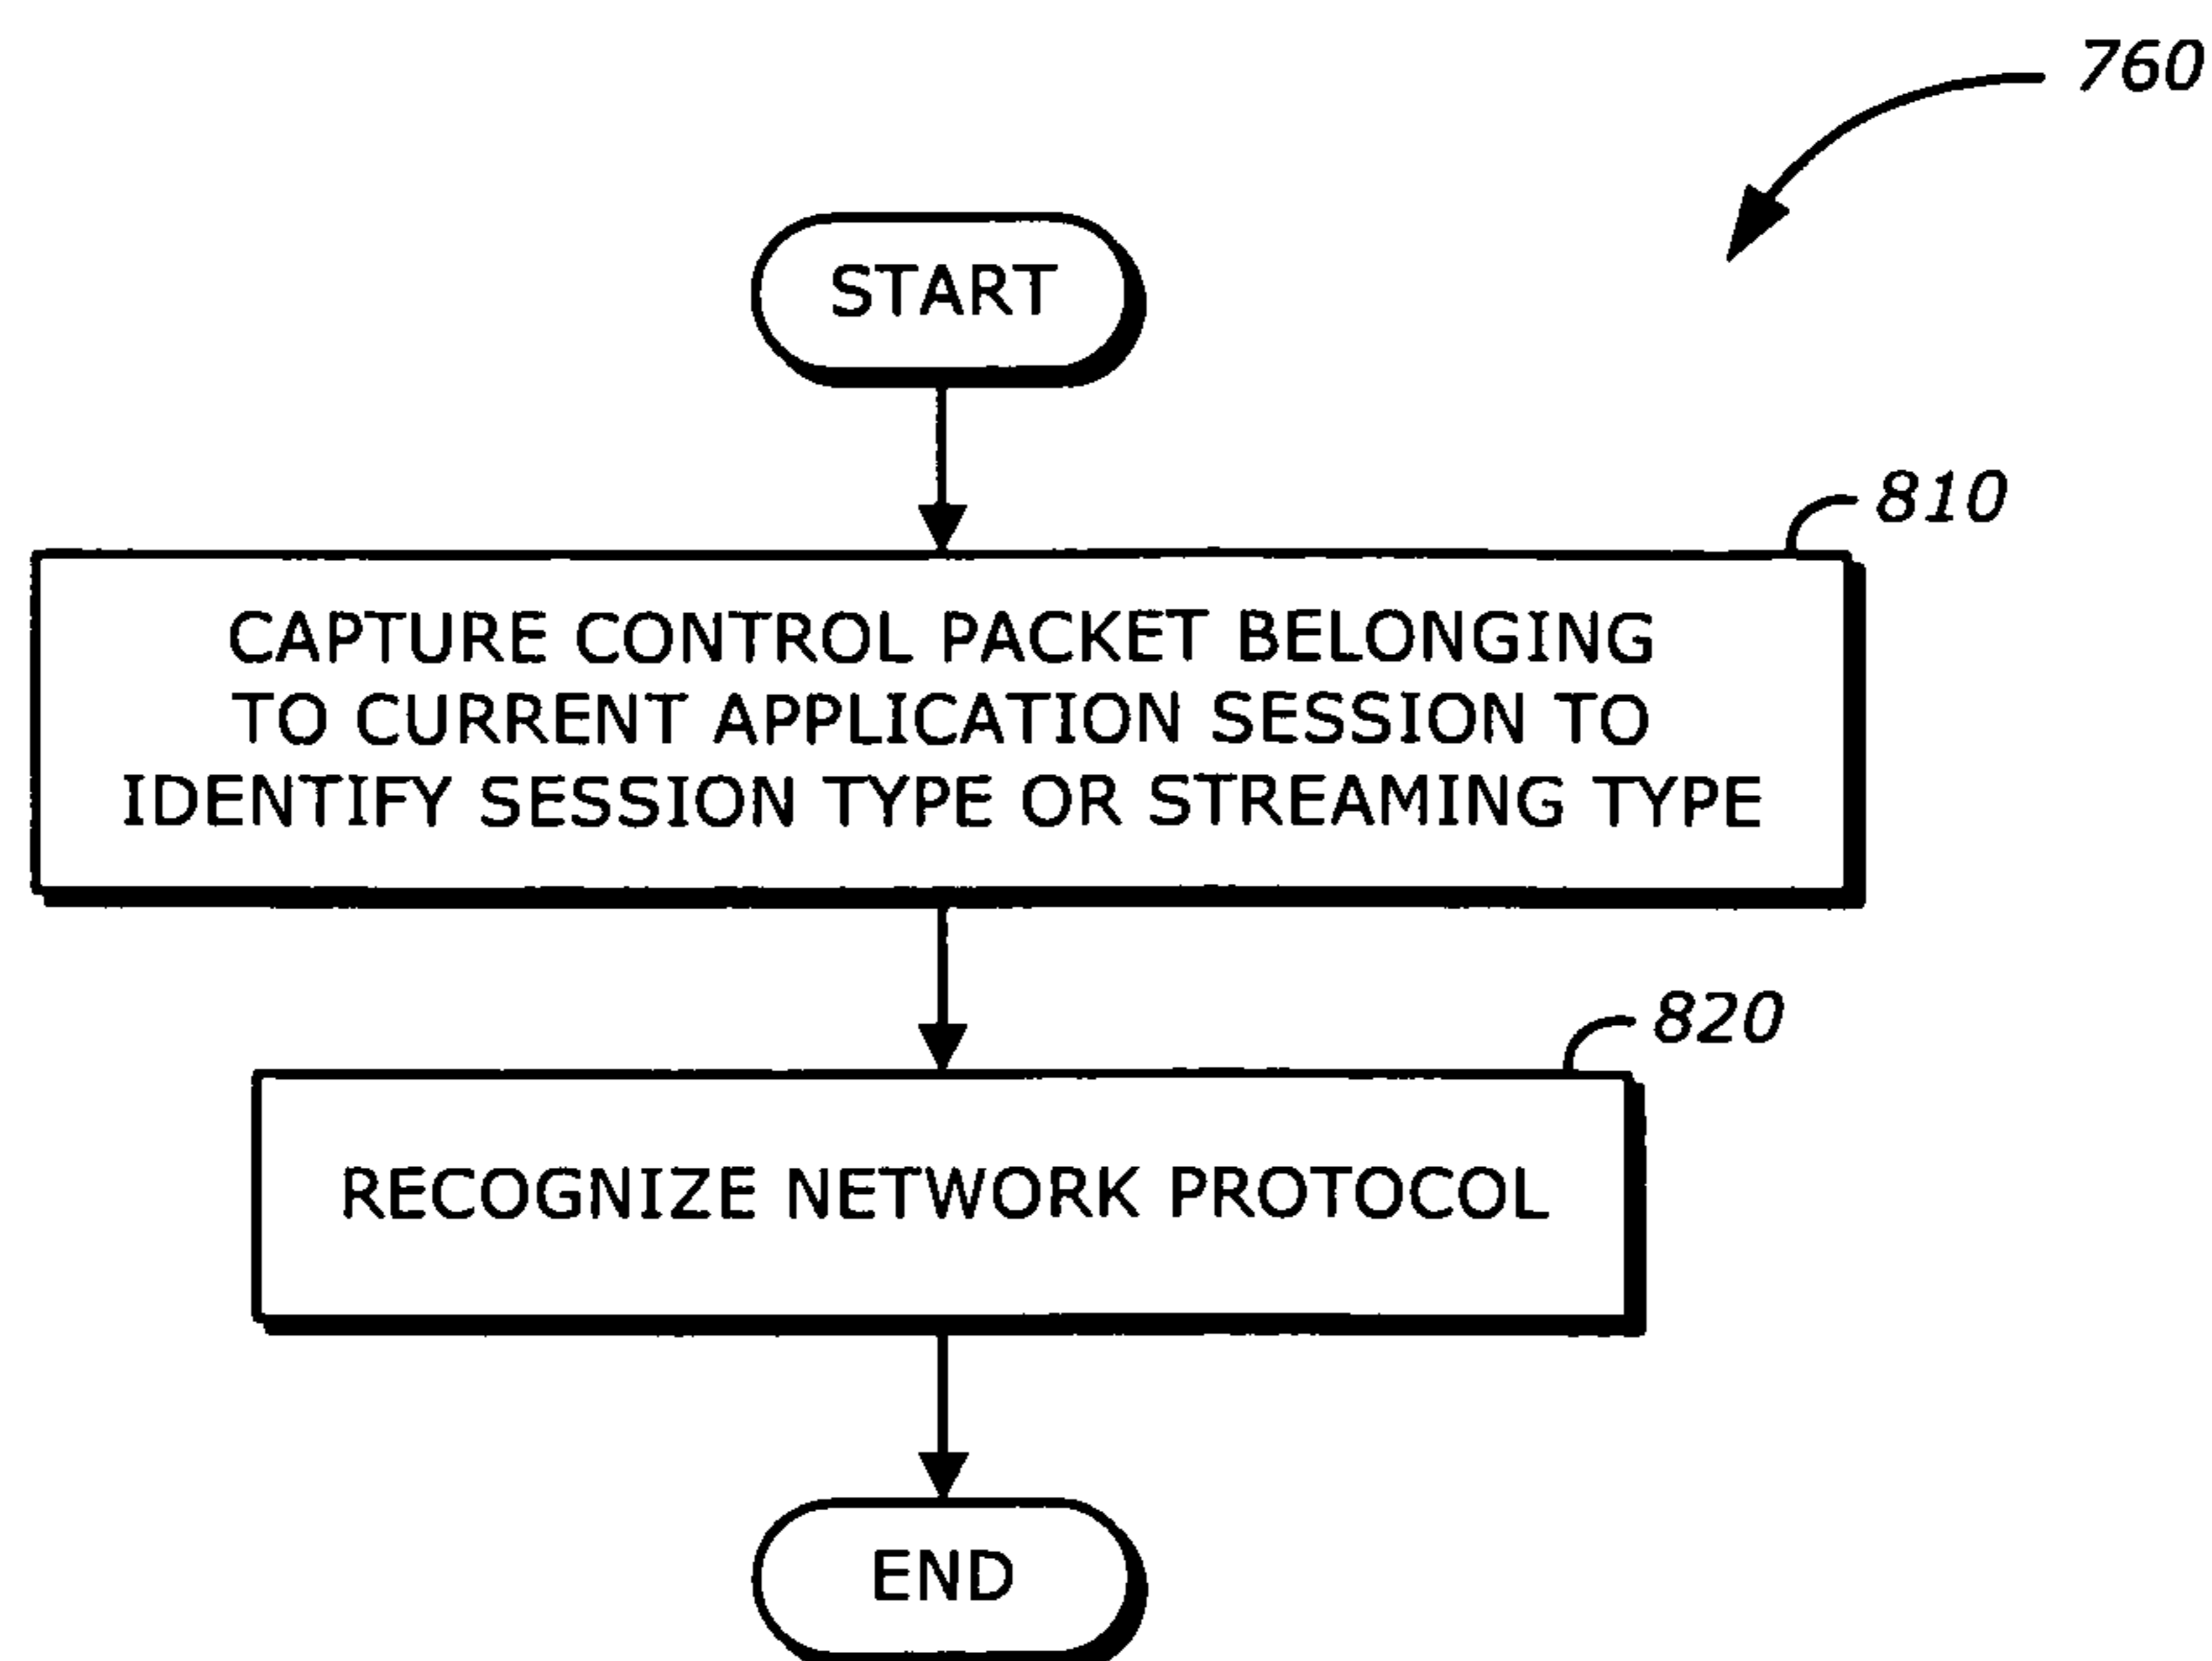 760
START
810
CAPTURE CONTROL PACKET BELONGING
TO CURRENT APPLICATION SESSION TO
IDENTIFY SESSION TYPE OR STREAMING TYPE
820
RECOGNIZE NETWORK PROTOCOL
END